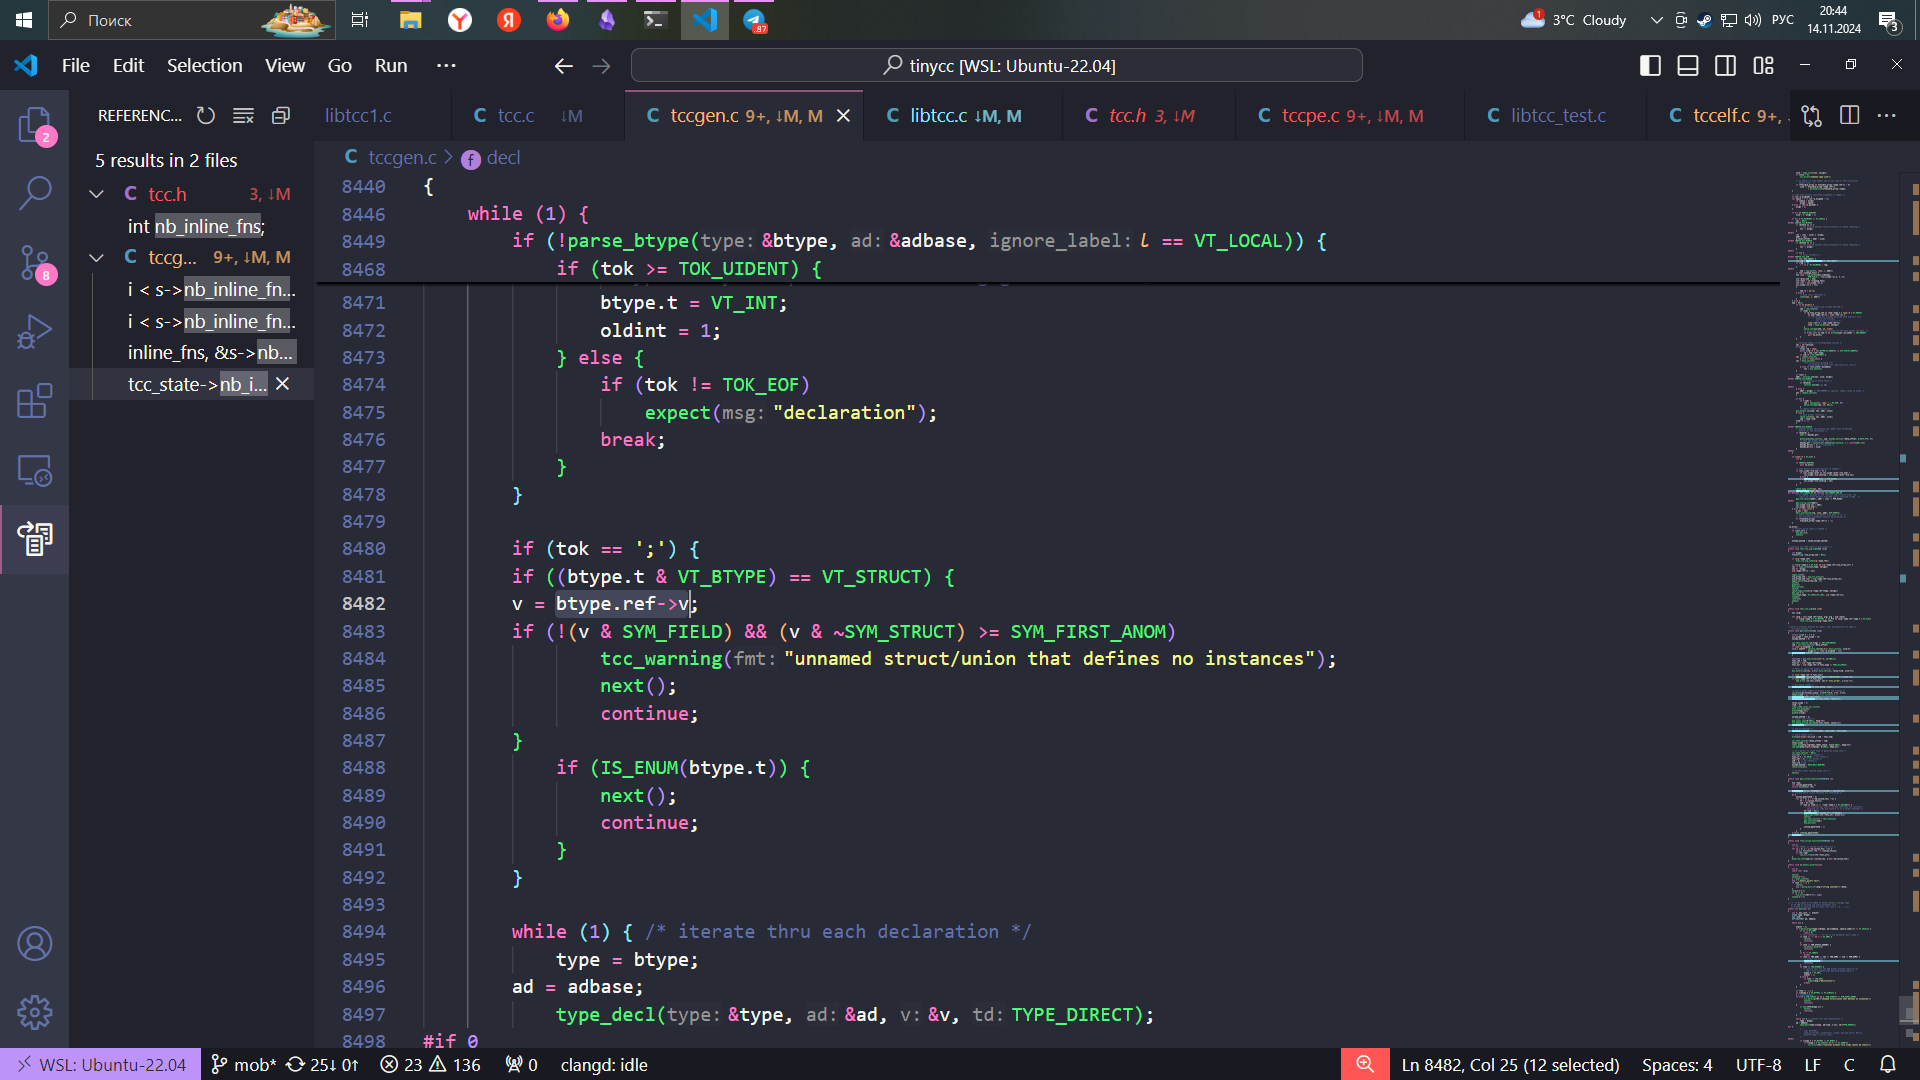 Поиск
87
1
3°C Cloudy
РУС
20:44
14.11.2024
3
File Edit Selection View Go Run ···
tinycc [WSL: Ubuntu-22.04]
2
8
REFERENC...
5 results in 2 files
C tcc.h 3, ↓M
int nb_inline_fns;
C tccg... 9+, ↓M, M
i < s->nb_inline_fn...
i < s->nb_inline_fn...
inline_fns, &s->nb...
tcc_state->nb_i...
libtcc1.c C tcc.c ↓M C tccgen.c 9+, ↓M, M C libtcc.c ↓M, M C tcc.h 3, ↓M C tccpe.c 9+, ↓M, M C libtcc_test.c C tccelf.c 9+,
C tccgen.c > f decl
8440 {
8446 while (1) {
8449 if (!parse_btype(type: &btype, ad: &adbase, ignore_label: l == VT_LOCAL)) {
8468 if (tok >= TOK_UIDENT) {
8471 btype.t = VT_INT;
8472 oldint = 1;
8473 } else {
8474 if (tok != TOK_EOF)
8475 expect(msg: "declaration");
8476 break;
8477 }
8478 }
8479
8480 if (tok == ';') {
8481 if ((btype.t & VT_BTYPE) == VT_STRUCT) {
8482 v = btype.ref->v;
8483 if (!(v & SYM_FIELD) && (v & ~SYM_STRUCT) >= SYM_FIRST_ANOM)
8484 tcc_warning(fmt: "unnamed struct/union that defines no instances");
8485 next();
8486 continue;
8487 }
8488 if (IS_ENUM(btype.t)) {
8489 next();
8490 continue;
8491 }
8492 }
8493
8494 while (1) { /* iterate thru each declaration */
8495 type = btype;
8496 ad = adbase;
8497 type_decl(type: &type, ad: &ad, v: &v, td: TYPE_DIRECT);
8498 #if 0
WSL: Ubuntu-22.04 mob* 25↓ 0↑ 23 136 0 clangd: idle Ln 8482, Col 25 (12 selected) Spaces: 4 UTF-8 LF C